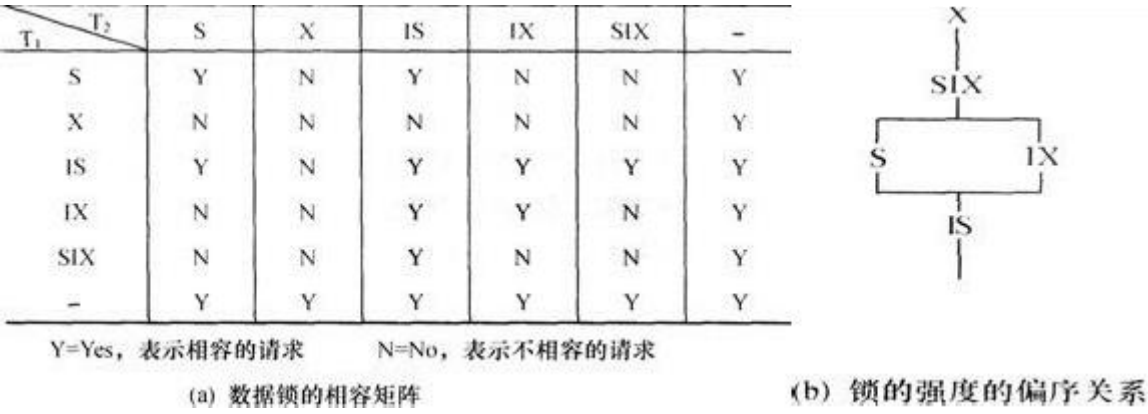 T₁ T₂ S X IS IX SIX –
S Y N Y N N Y
X N N N N N Y
IS Y N Y Y Y Y
IX N N Y Y N Y
SIX N N Y N N Y
– Y Y Y Y Y Y
Y=Yes，表示相容的请求 N=No，表示不相容的请求
(a) 数据锁的相容矩阵
X
SIX
S IX
IS
(b) 锁的强度的偏序关系